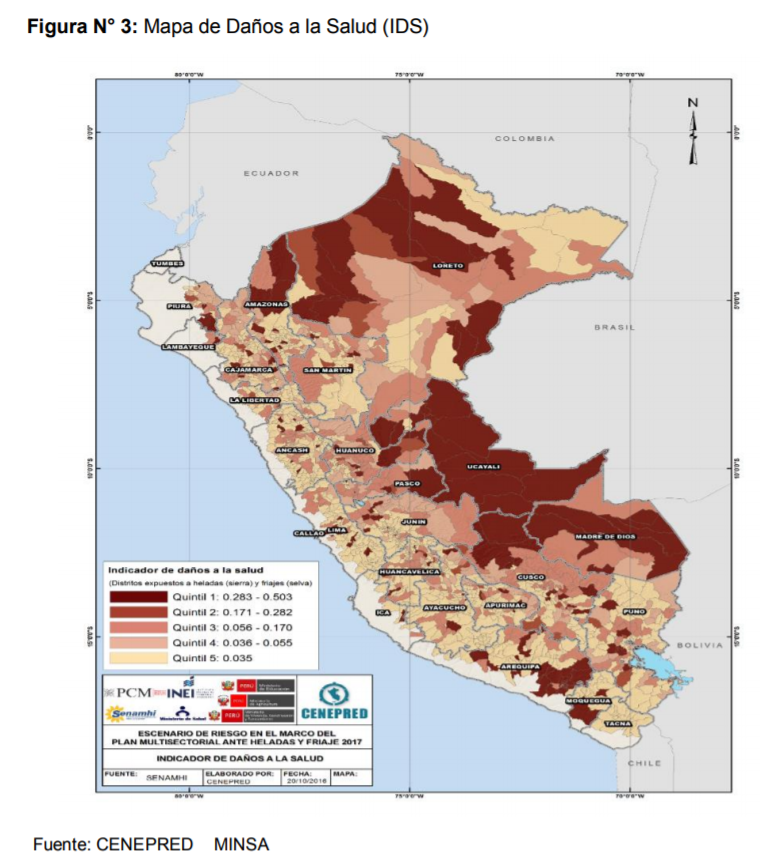 Figura N° 3: Mapa de Daños a la Salud (IDS)
80°0'0"W 75°0'0"W 70°0'0"W
N
COLOMBIA
ECUADOR
TUMBES
LORETO
PIURA
AMAZONAS
BRASIL
LAMBAYEQUE
CAJAMARCA
SAN MARTIN
LA LIBERTAD
ANCASH
HUANUCO
UCAYALI
PASCO
JUNIN
CALLAO
LIMA
MADRE DE DIOS
HUANCAVELICA
CUSCO
ICA
AYACUCHO
APURIMAC
PUNO
BOLIVIA
AREQUIPA
MOQUEGUA
TACNA
CHILE
Indicador de daños a la salud
(Distritos expuestos a heladas (sierra) y friajes (selva)
Quintil 1: 0.283 - 0.503
Quintil 2: 0.171 - 0.282
Quintil 3: 0.056 - 0.170
Quintil 4: 0.036 - 0.055
Quintil 5: 0.035
PCM INEI
PERÚ
PERÚ
PERÚ
Senamhi
Ministerio de Salud
CENEPRED
ESCENARIO DE RIESGO EN EL MARCO DEL
PLAN MULTISECTORIAL ANTE HELADAS Y FRIAJE 2017
INDICADOR DE DAÑOS A LA SALUD
FUENTE: SENAMHI ELABORADO POR: CENEPRED FECHA: 20/10/2016 MAPA:
80°0'0"W 75°0'0"W 70°0'0"W
Fuente: CENEPRED MINSA